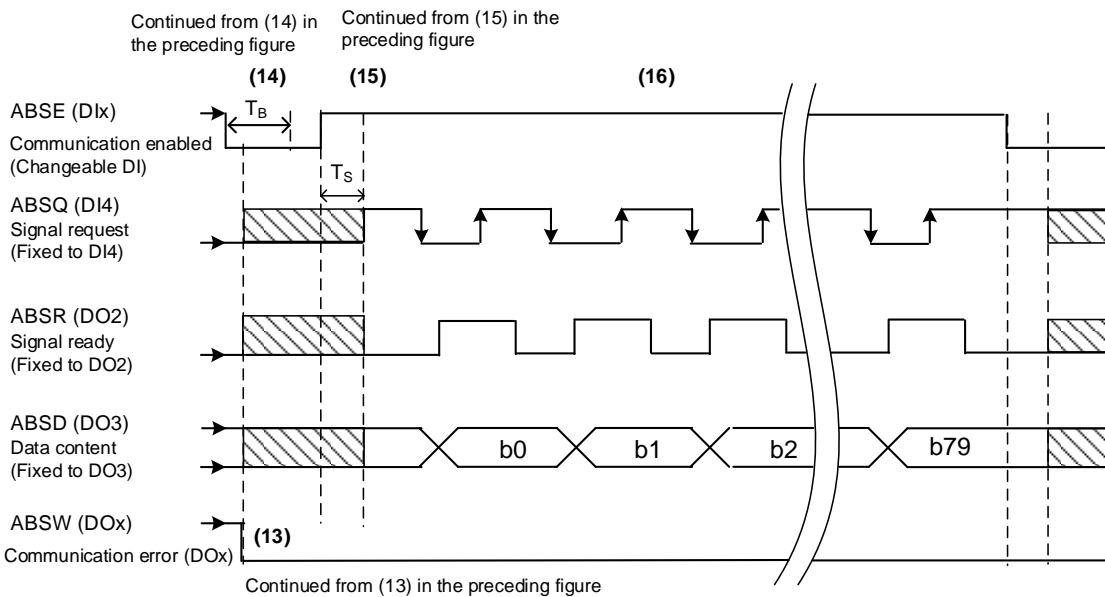 Continued from (14) in
the preceding figure
Continued from (15) in the
preceding figure
(14)
(15)
(16)
ABSE (DIx)
TB
Communication enabled
(Changeable DI)
TS
ABSQ (DI4)
Signal request
(Fixed to DI4)
ABSR (DO2)
Signal ready
(Fixed to DO2)
ABSD (DO3)
Data content
(Fixed to DO3)
b0
b1
b2
b79
ABSW (DOx)
(13)
Communication error (DOx)
Continued from (13) in the preceding figure